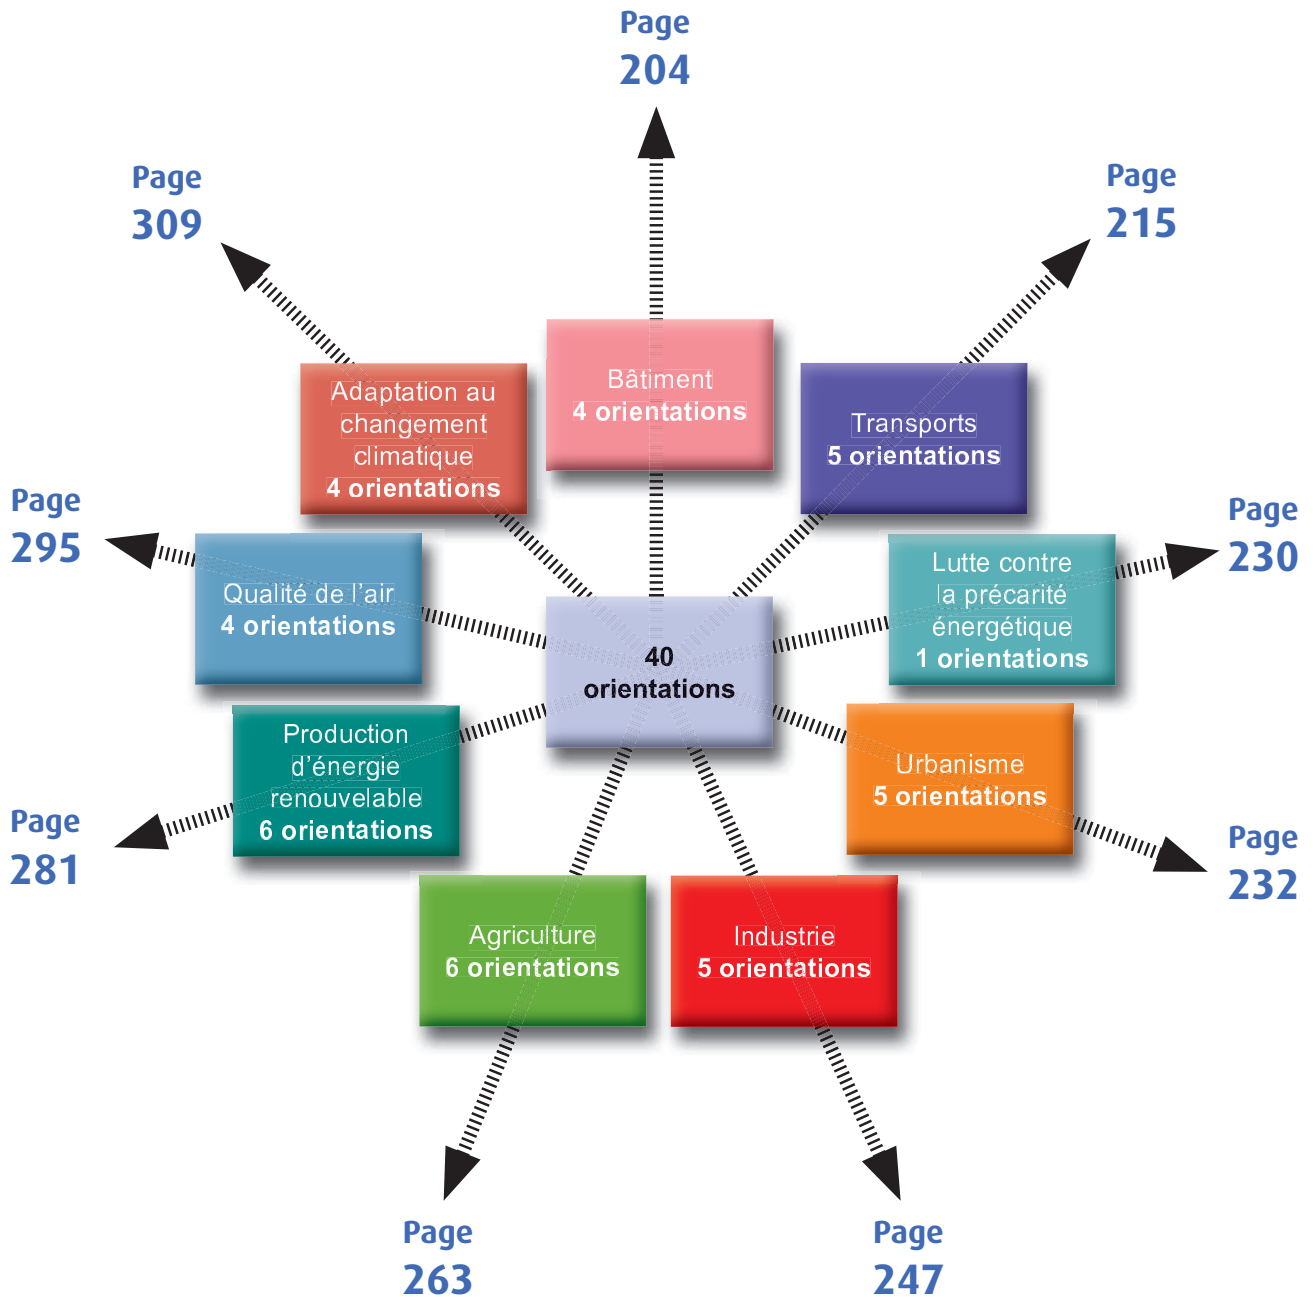 Page
204
Page
309
Page
215
Bâtiment
4 orientations
Adaptation au
changement
climatique
4 orientations
Transports
5 orientations
Page
295
Page
230
Qualité de l'air
4 orientations
Lutte contre
la précarité
énergétique
1 orientations
40
orientations
Production
d'énergie
renouvelable
6 orientations
Urbanisme
5 orientations
Page
281
Page
232
Agriculture
6 orientations
Industrie
5 orientations
Page
263
Page
247